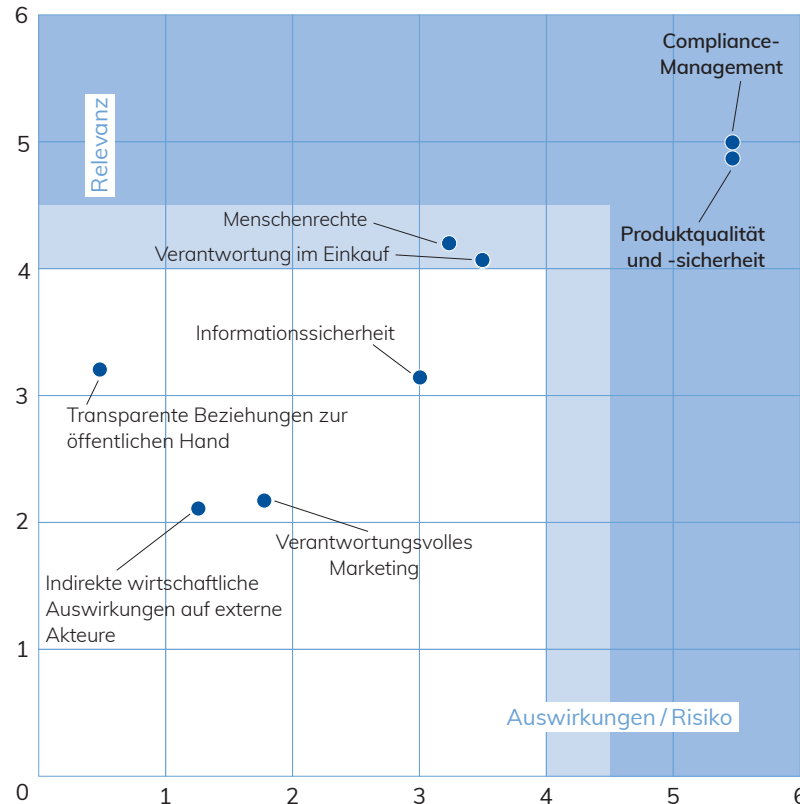 6
Compliance-
Management
Relevanz
5
Menschenrechte
Produktqualität
und -sicherheit
Verantwortung im Einkauf
4
Informationssicherheit
3
Transparente Beziehungen zur
öffentlichen Hand
2
Verantwortungsvolles
Marketing
Indirekte wirtschaftliche
Auswirkungen auf externe
Akteure
1
Auswirkungen / Risiko
0
1
2
3
4
5
6